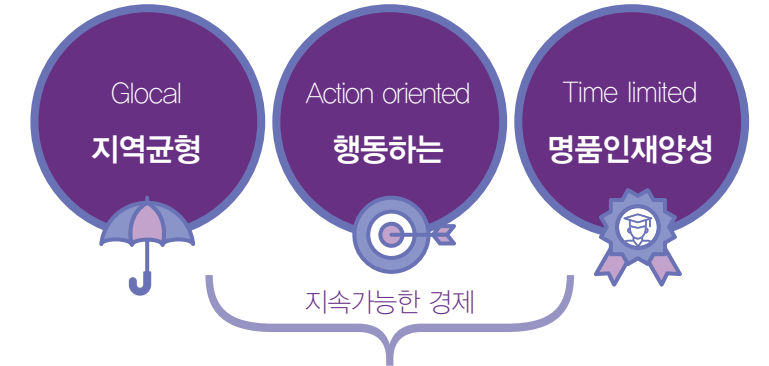 Glocal
지역균형
Action oriented
행동하는
Time limited
명품인재양성
지속가능한 경제